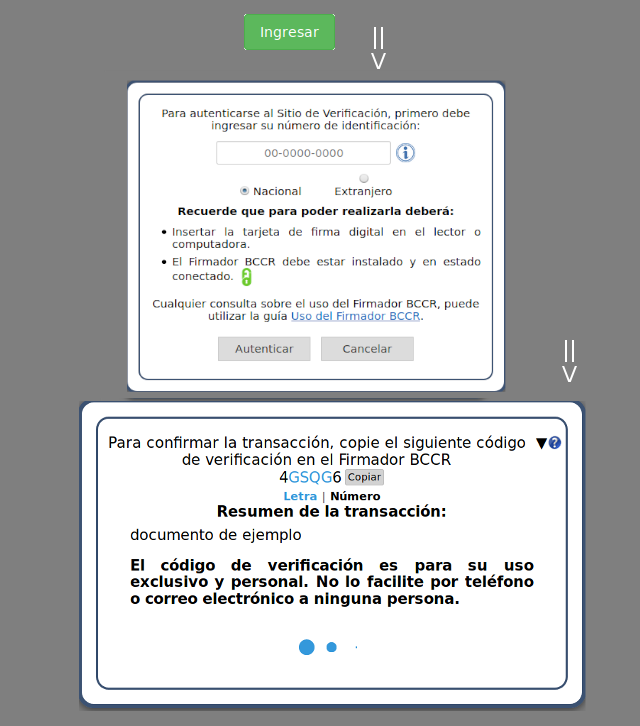 Ingresar
||
V
Para autenticarse al Sitio de Verificación, primero debe
ingresar su número de identificación:
00-0000-0000
Nacional
Extranjero
Recuerde que para poder realizarla deberá:
• Insertar la tarjeta de firma digital en el lector o
computadora.
• El Firmador BCCR debe estar instalado y en estado
conectado.
Cualquier consulta sobre el uso del Firmador BCCR, puede
utilizar la guía Uso del Firmador BCCR.
Autenticar
Cancelar
||
V
Para confirmar la transacción, copie el siguiente código
de verificación en el Firmador BCCR
4GSQG6 Copiar
Letra | Número
Resumen de la transacción:
documento de ejemplo
El código de verificación es para su uso
exclusivo y personal. No lo facilite por teléfono
o correo electrónico a ninguna persona.